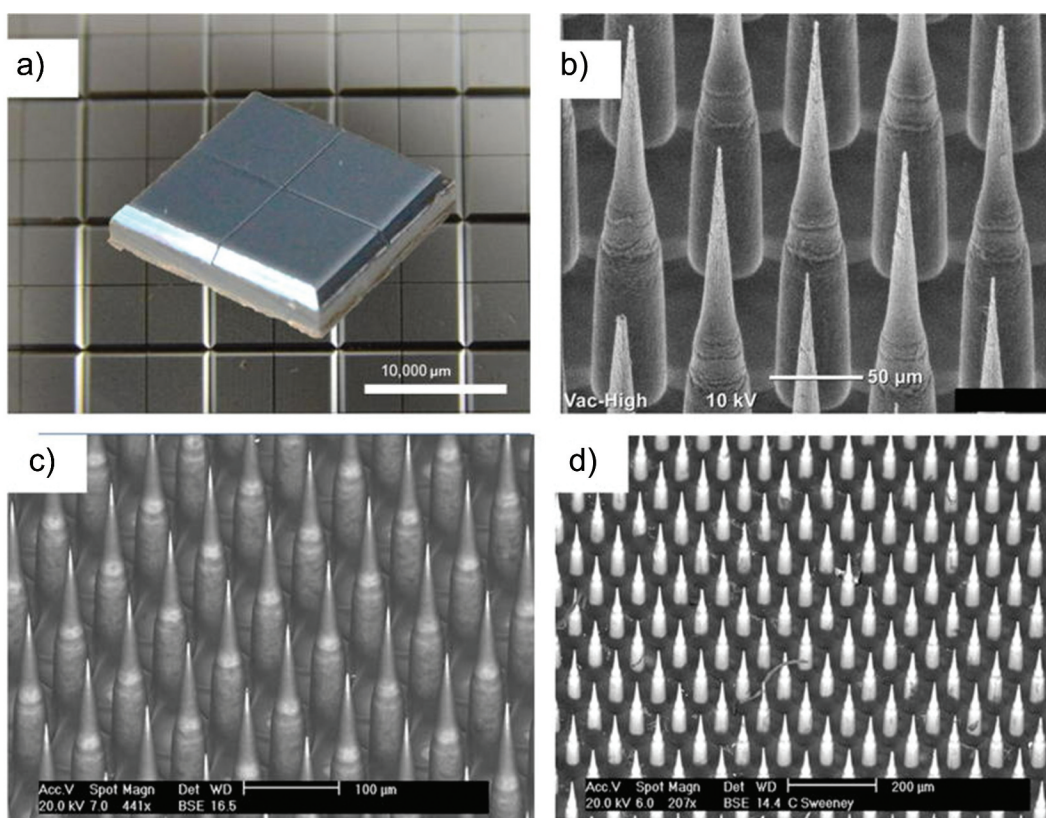 a)
10,000 µm
b)
50 µm
Vac-High 10 kV
c)
Acc.V Spot Magn Det WD 100 µm
20.0 kV 7.0 441x BSE 16.5
d)
Acc.V Spot Magn Det WD 200 µm
20.0 kV 6.0 207x BSE 14.4 C Sweeney